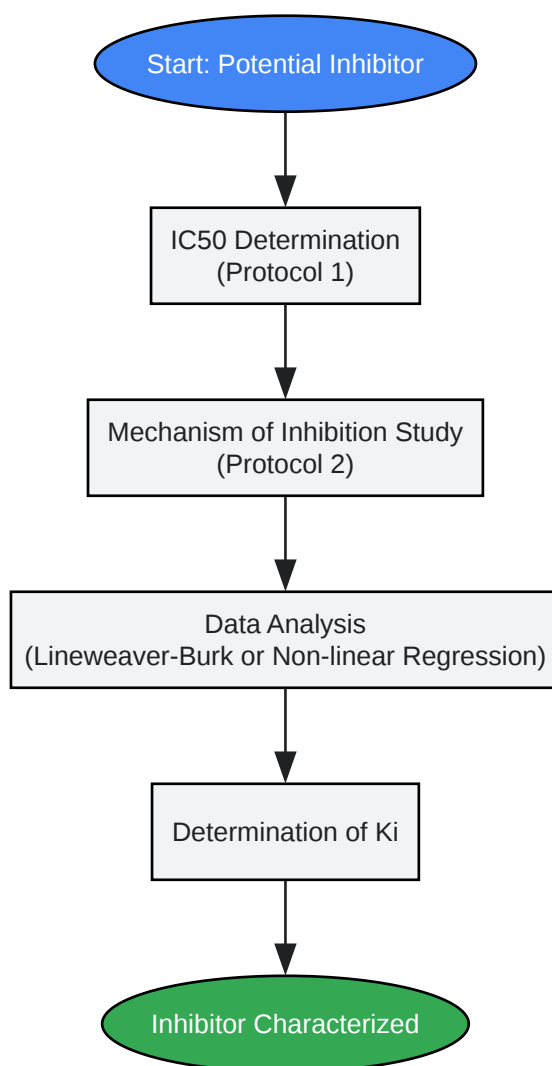 Start: Potential Inhibitor
IC50 Determination
(Protocol 1)
Mechanism of Inhibition Study
(Protocol 2)
Data Analysis
(Lineweaver-Burk or Non-linear Regression)
Determination of Ki
Inhibitor Characterized